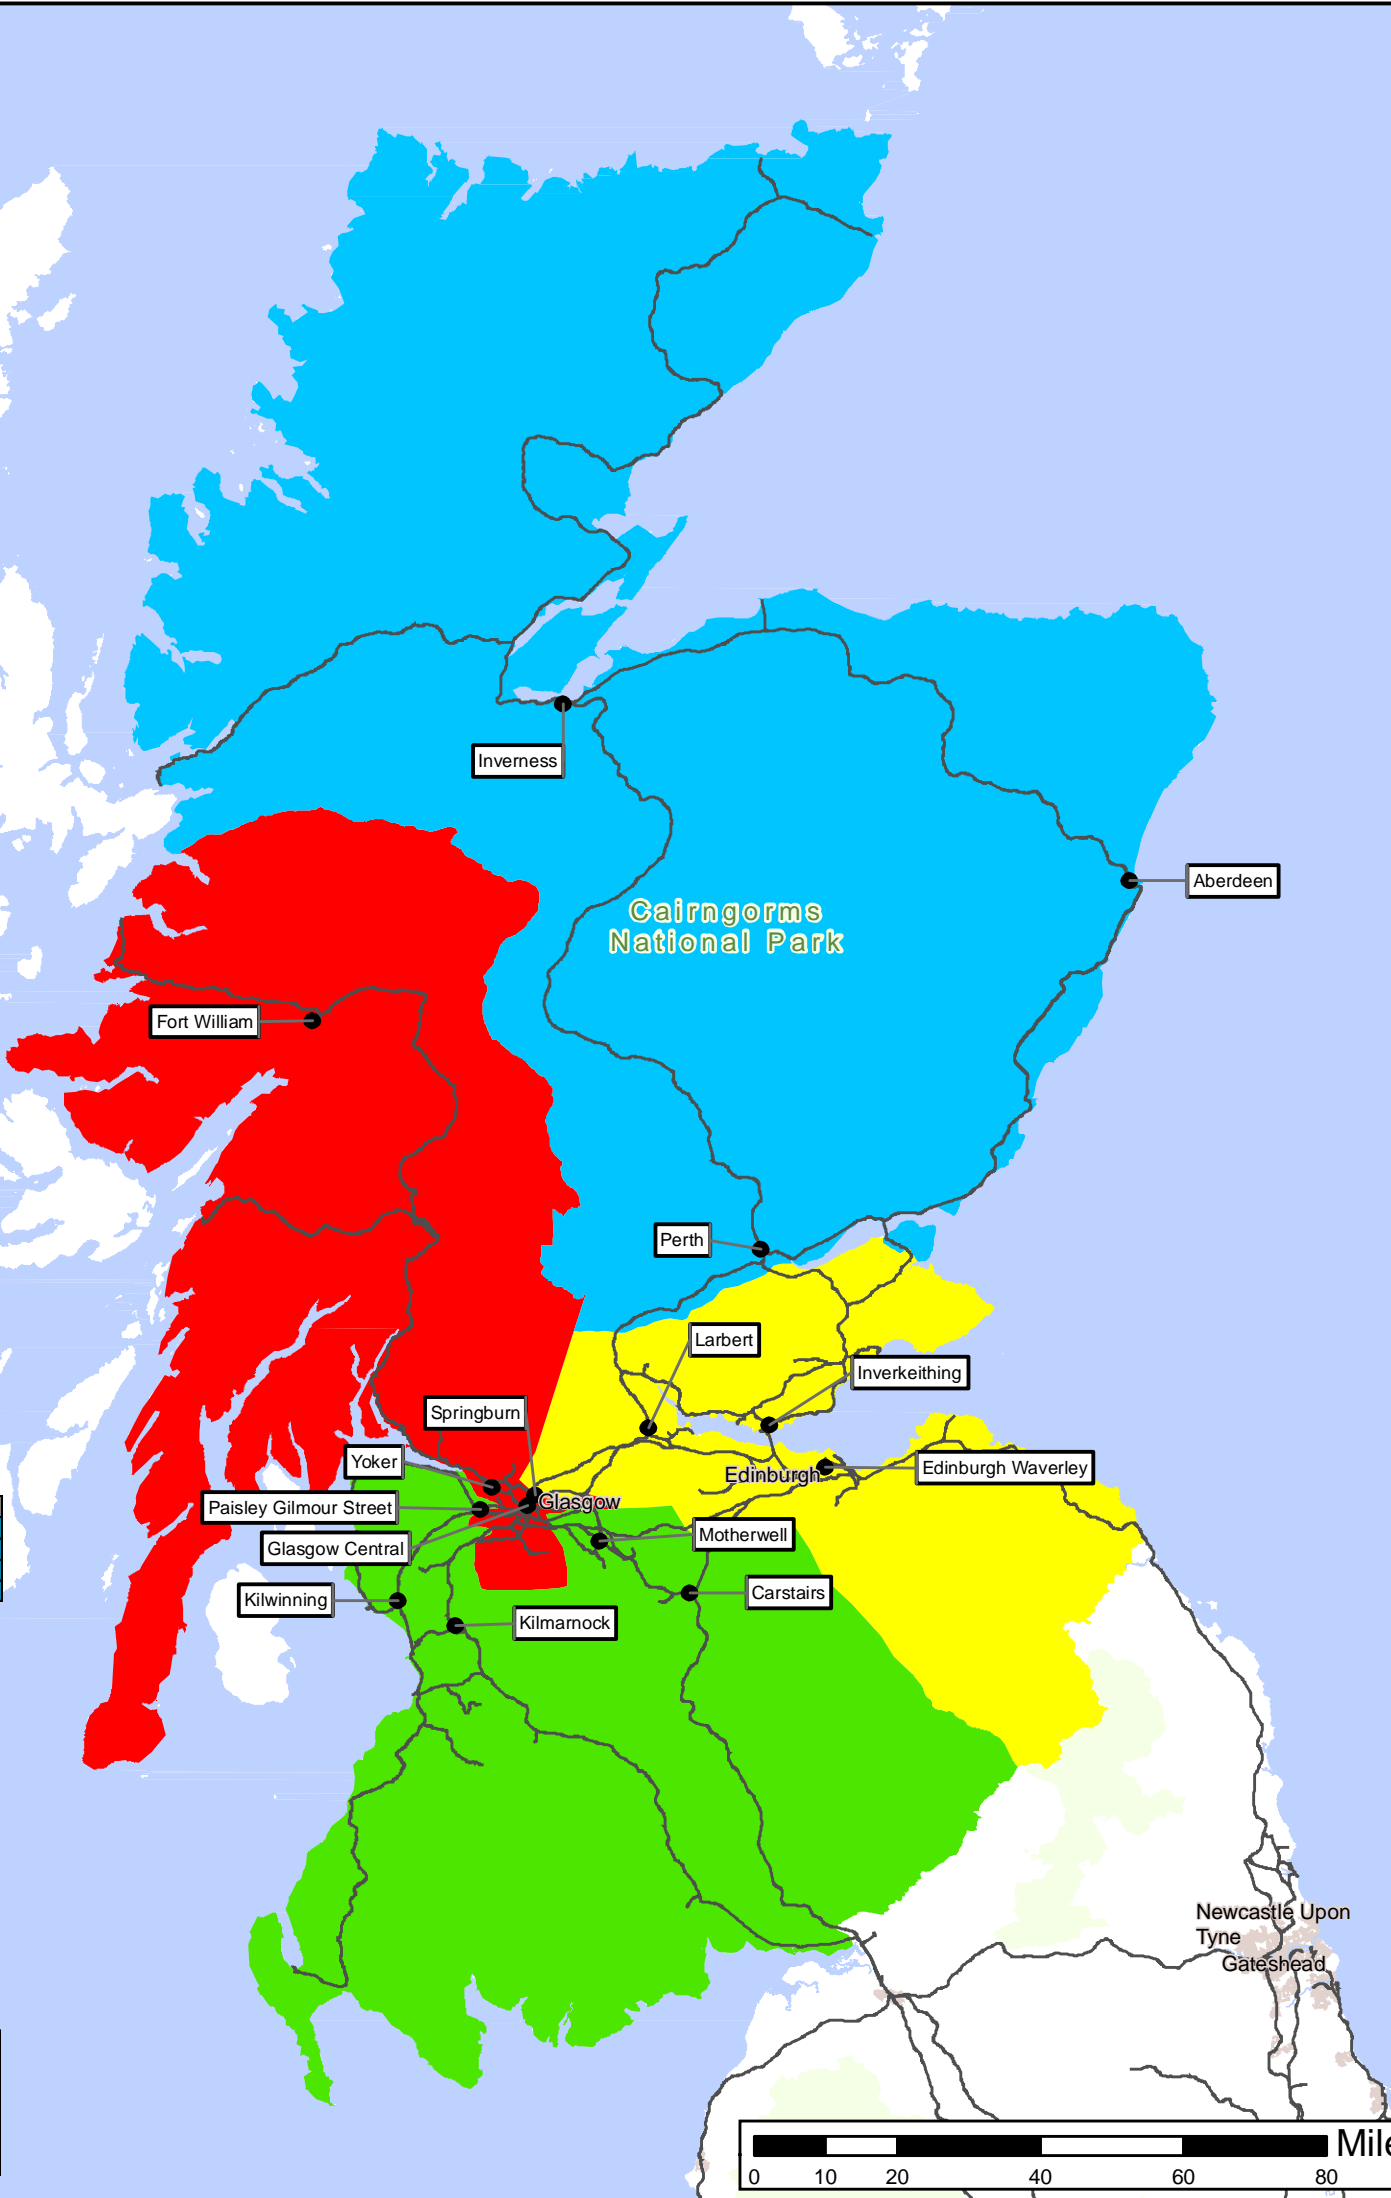 Inverness
Aberdeen
Cairngorms
National Park
Fort William
Perth
Larbert
Inverkeithing
Springburn
Yoker
Edinburgh
Edinburgh Waverley
Paisley Gilmour Street
Glasgow
Motherwell
Glasgow Central
Carstairs
Kilwinning
Kilmarnock
Newcastle Upon
Tyne
Gateshead
Mile
0 10 20 40 60 80